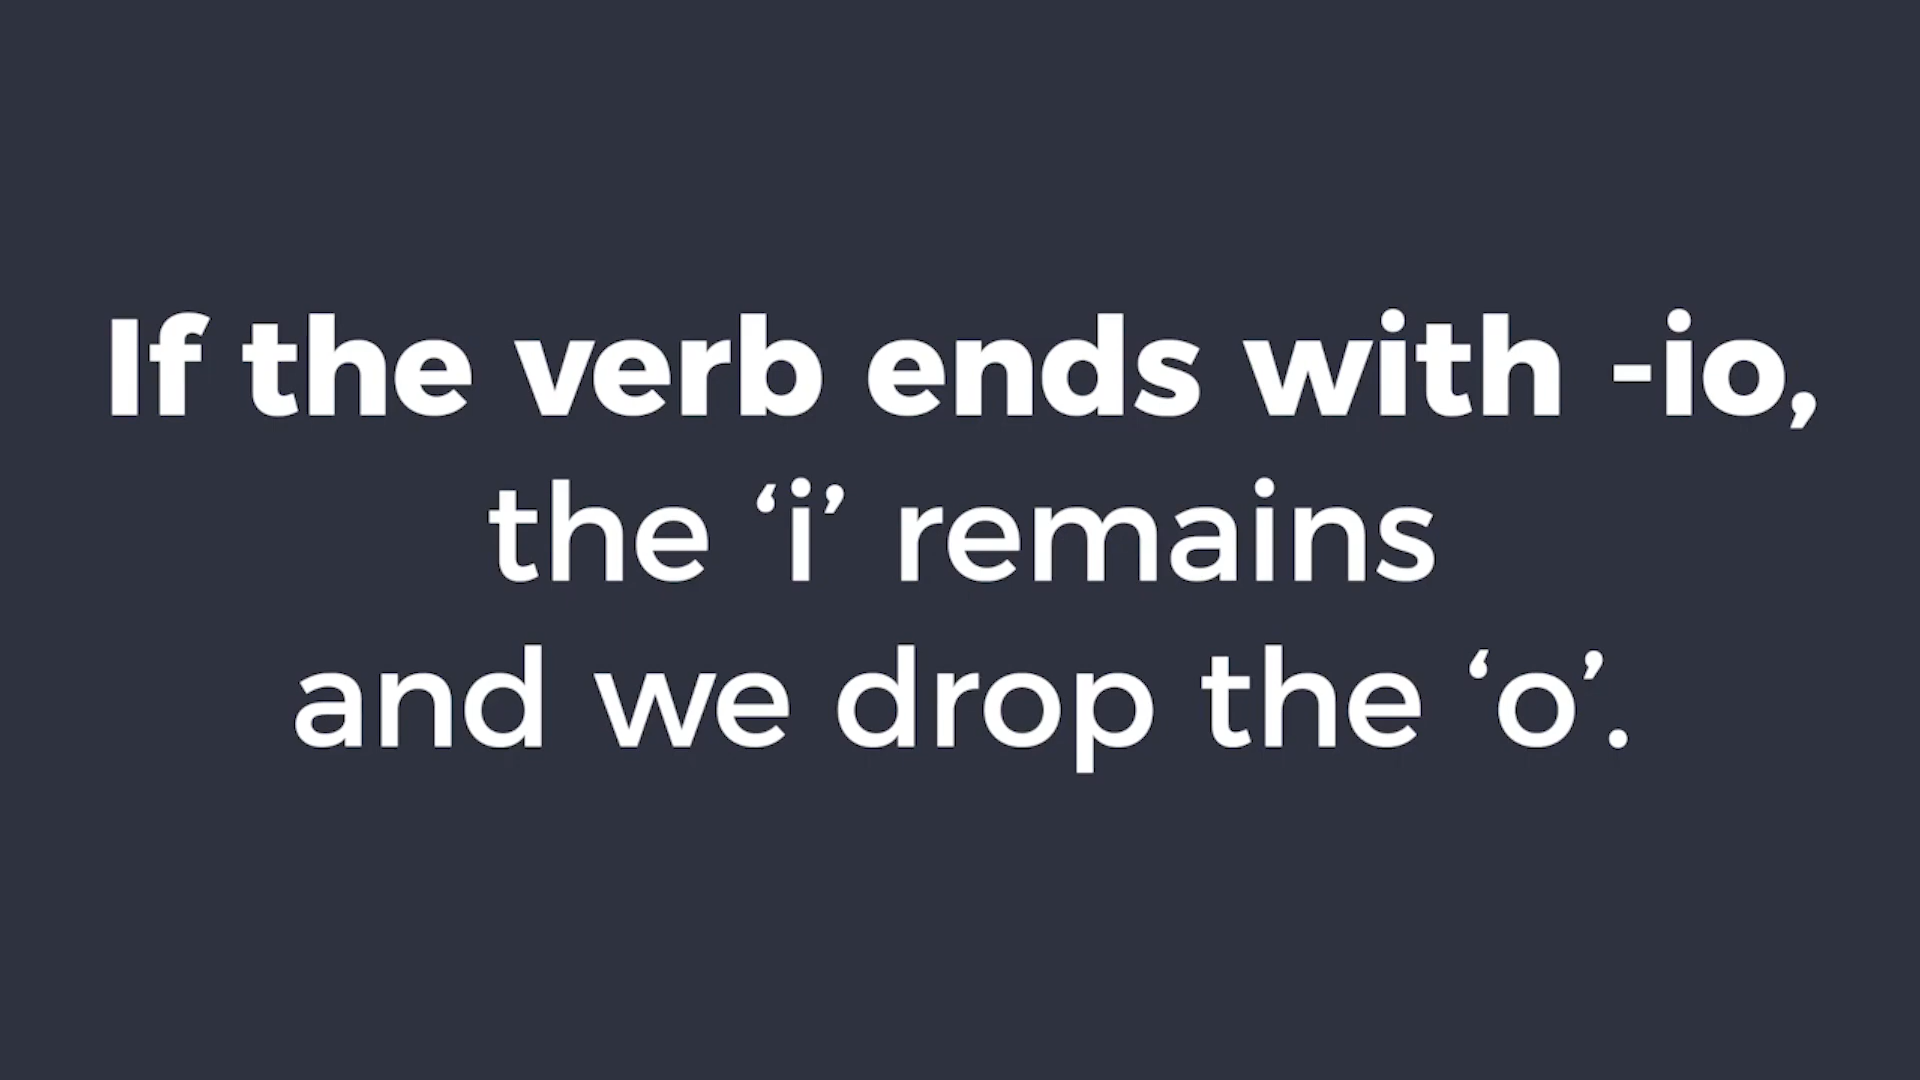 If the verb ends with -io,
the ‘i’ remains
and we drop the ‘o’.